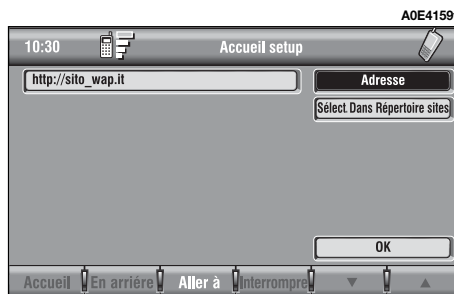 A0E4159
10:30 Accueil setup
http://sito_wap.it
Adresse
Sélect. Dans Répertoire sites
OK
Accueil En arriére Aller à Interrompre